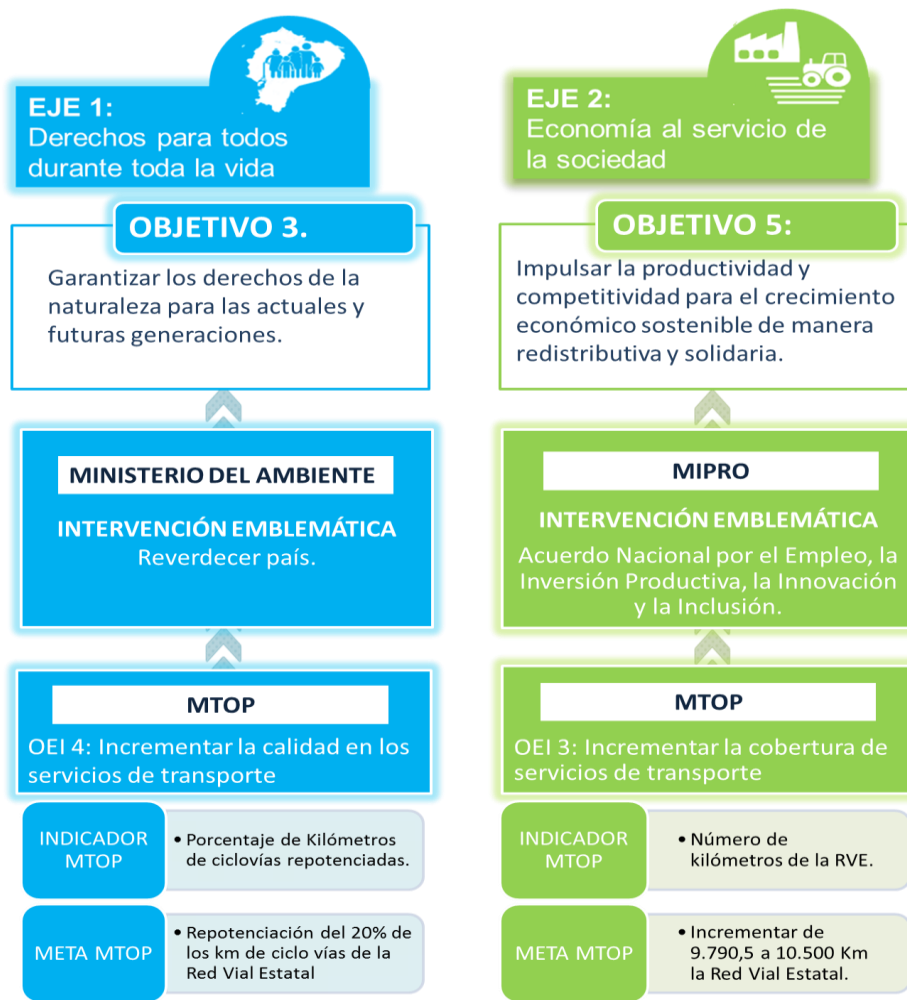 EJE 1:
Derechos para todos
durante toda la vida
OBJETIVO 3.
Garantizar los derechos de la
naturaleza para las actuales y
futuras generaciones.
MINISTERIO DEL AMBIENTE
INTERVENCIÓN EMBLEMÁTICA
Reverdecer país.
MTOP
OEI 4: Incrementar la calidad en los
servicios de transporte
INDICADOR
MTOP
• Porcentaje de Kilómetros
de ciclovías repotenciadas.
META MTOP
• Repotenciación del 20% de
los km de ciclo vías de la
Red Vial Estatal
EJE 2:
Economía al servicio de
la sociedad
OBJETIVO 5:
Impulsar la productividad y
competitividad para el crecimiento
económico sostenible de manera
redistributiva y solidaria.
MIPRO
INTERVENCIÓN EMBLEMÁTICA
Acuerdo Nacional por el Empleo, la
Inversión Productiva, la Innovación
y la Inclusión.
MTOP
OEI 3: Incrementar la cobertura de
servicios de transporte
INDICADOR
MTOP
• Número de
kilómetros de la RVE.
META MTOP
• Incrementar de
9.790,5 a 10.500 Km
la Red Vial Estatal.